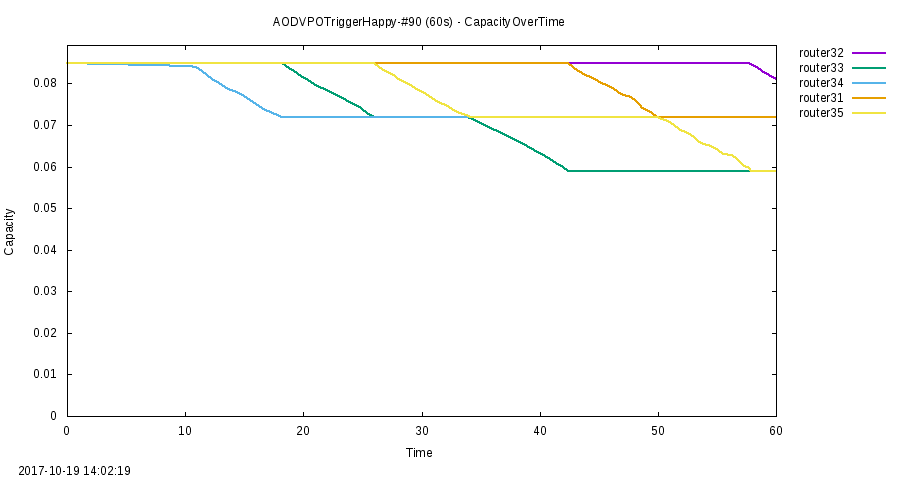 AODVPOTriggerHappy-#90 (60s) - CapacityOverTime
router32
router33
router34
router31
router35
0.08
0.07
0.06
0.05
0.04
0.03
0.02
0.01
0
Capacity
0 10 20 30 40 50 60
Time
2017-10-19 14:02:19